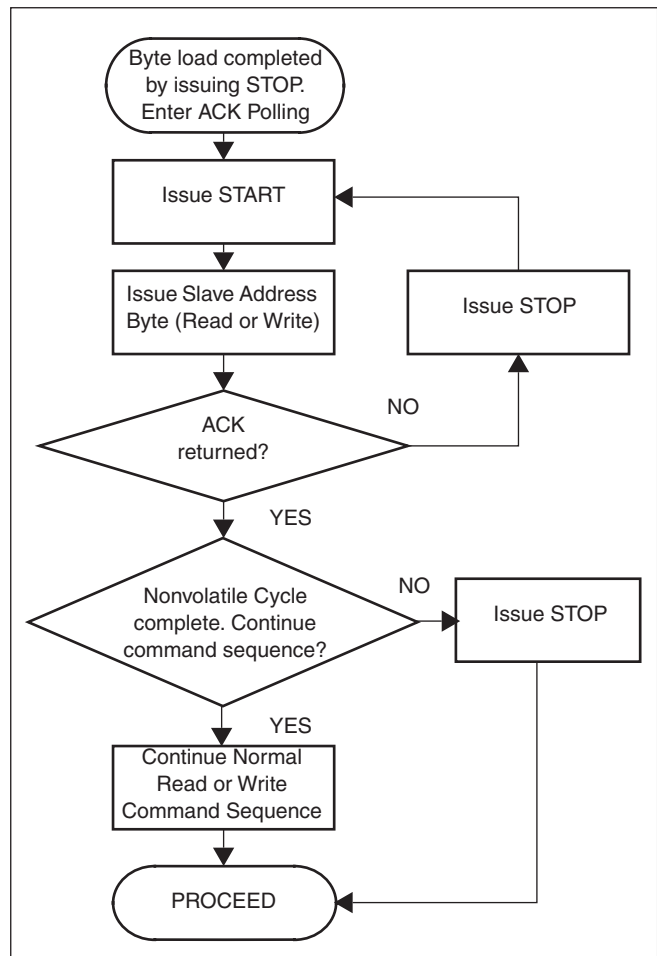 Byte load completed
by issuing STOP.
Enter ACK Polling
Issue START
Issue Slave Address
Byte (Read or Write)
Issue STOP
ACK
returned?
NO
YES
Nonvolatile Cycle
complete. Continue
command sequence?
NO
Issue STOP
YES
Continue Normal
Read or Write
Command Sequence
PROCEED